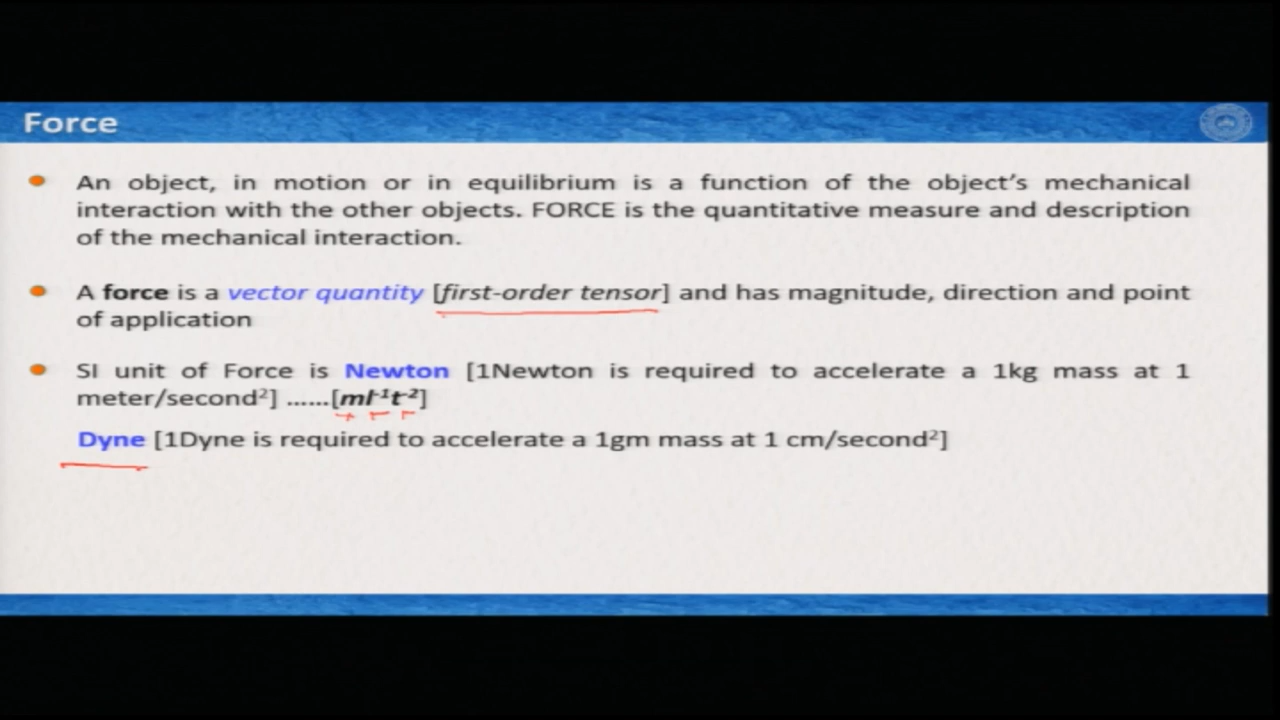 Force
An object, in motion or in equilibrium is a function of the object's mechanical
interaction with the other objects. FORCE is the quantitative measure and description
of the mechanical interaction.
A force is a vector quantity [first-order tensor] and has magnitude, direction and point
of application
SI unit of Force is Newton [1Newton is required to accelerate a 1kg mass at 1
meter/second²] ......[ml⁻¹t⁻²]
Dyne [1Dyne is required to accelerate a 1gm mass at 1 cm/second²]